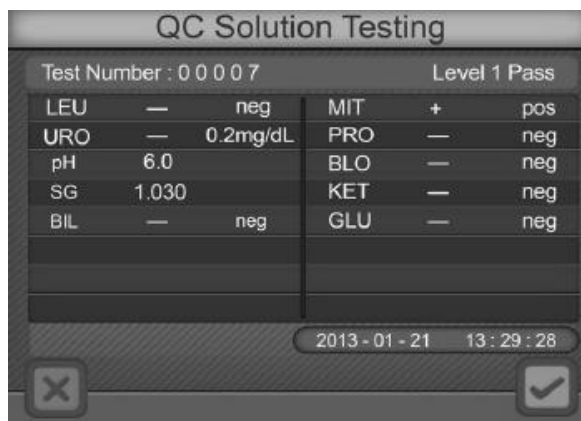 QC Solution Testing
Test Number : 0 0 0 0 7 Level 1 Pass
LEU — neg MIT + pos
URO — 0.2mg/dL PRO — neg
pH 6.0 BLO — neg
SG 1.030 KET — neg
BIL — neg GLU — neg
2013 - 01 - 21 13 : 29 : 28